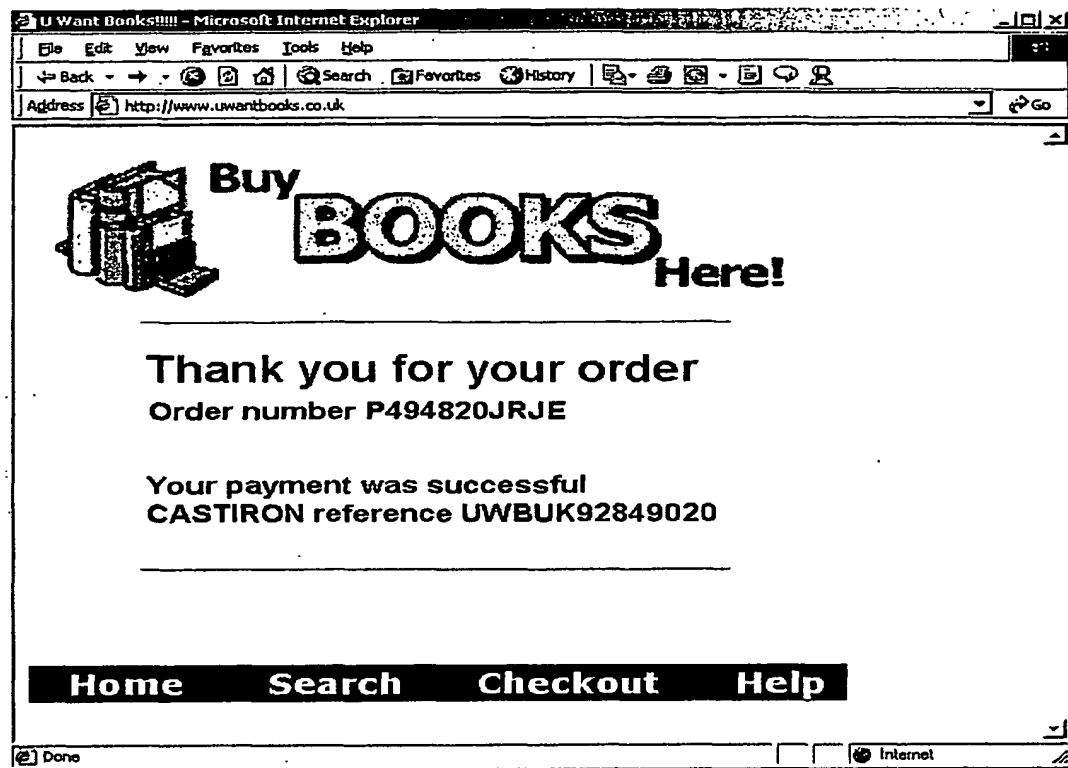 U Want Books!!!!! - Microsoft Internet Explorer
File Edit View Favorites Tools Help
Back Search Favorites History
Address http://www.uwantbooks.co.uk Go
Buy
BOOKS
Here!
Thank you for your order
Order number P494820JRJE
Your payment was successful
CASTIRON reference UWBUK92849020
Home Search Checkout Help
Done Internet